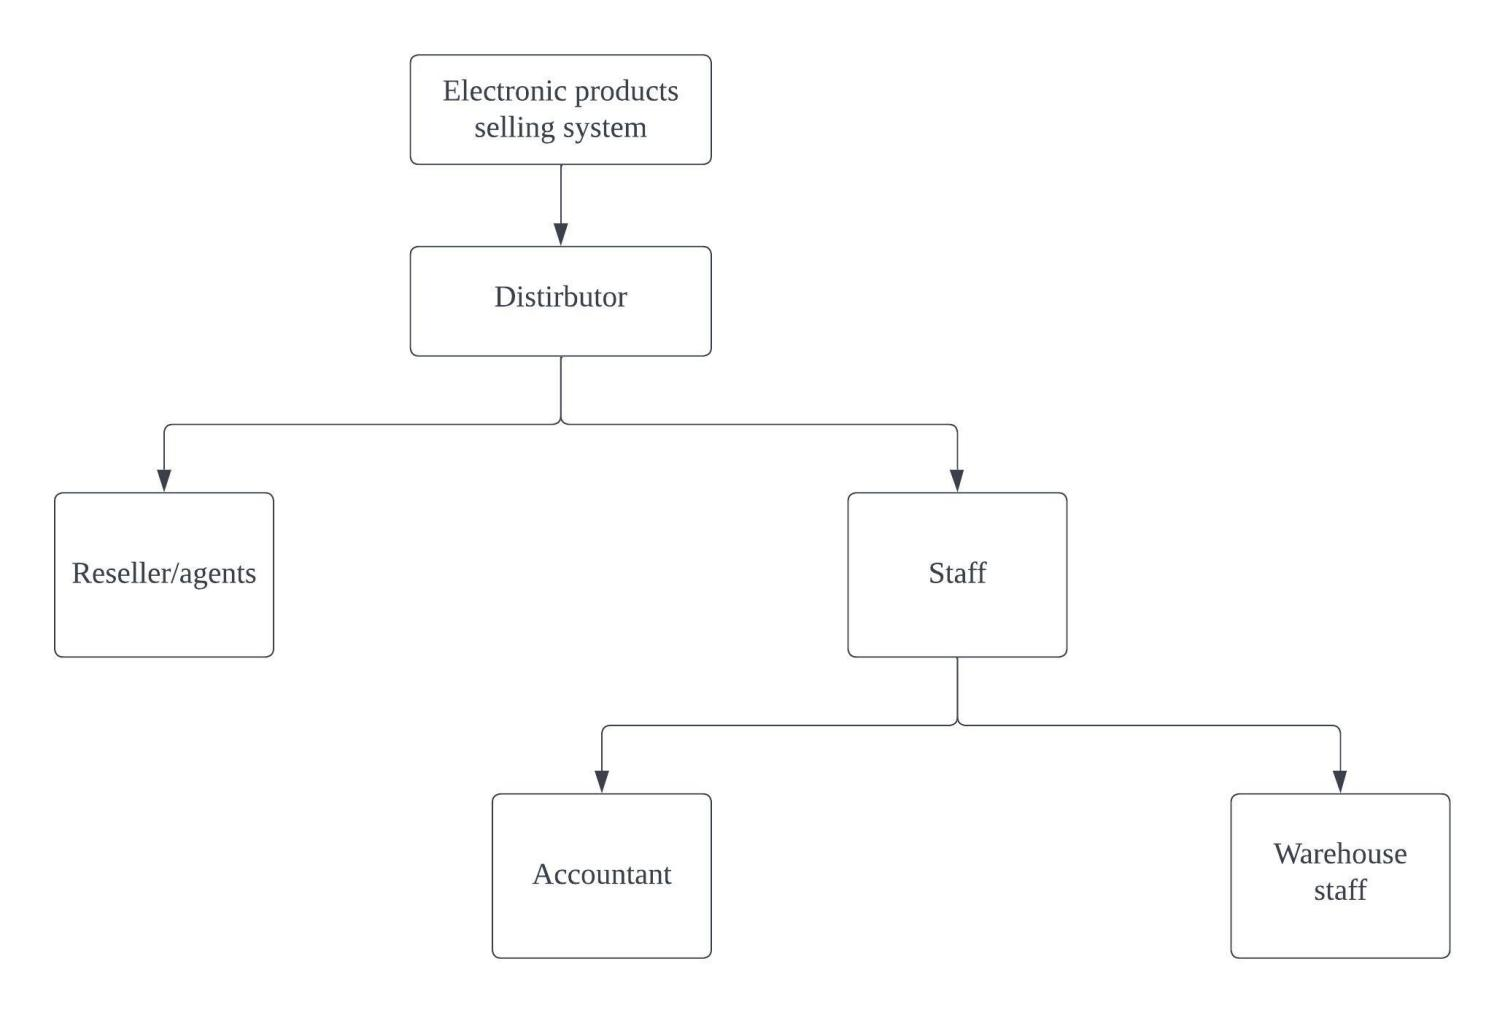 Electronic products
selling system
Distirbutor
Reseller/agents
Staff
Accountant
Warehouse
staff